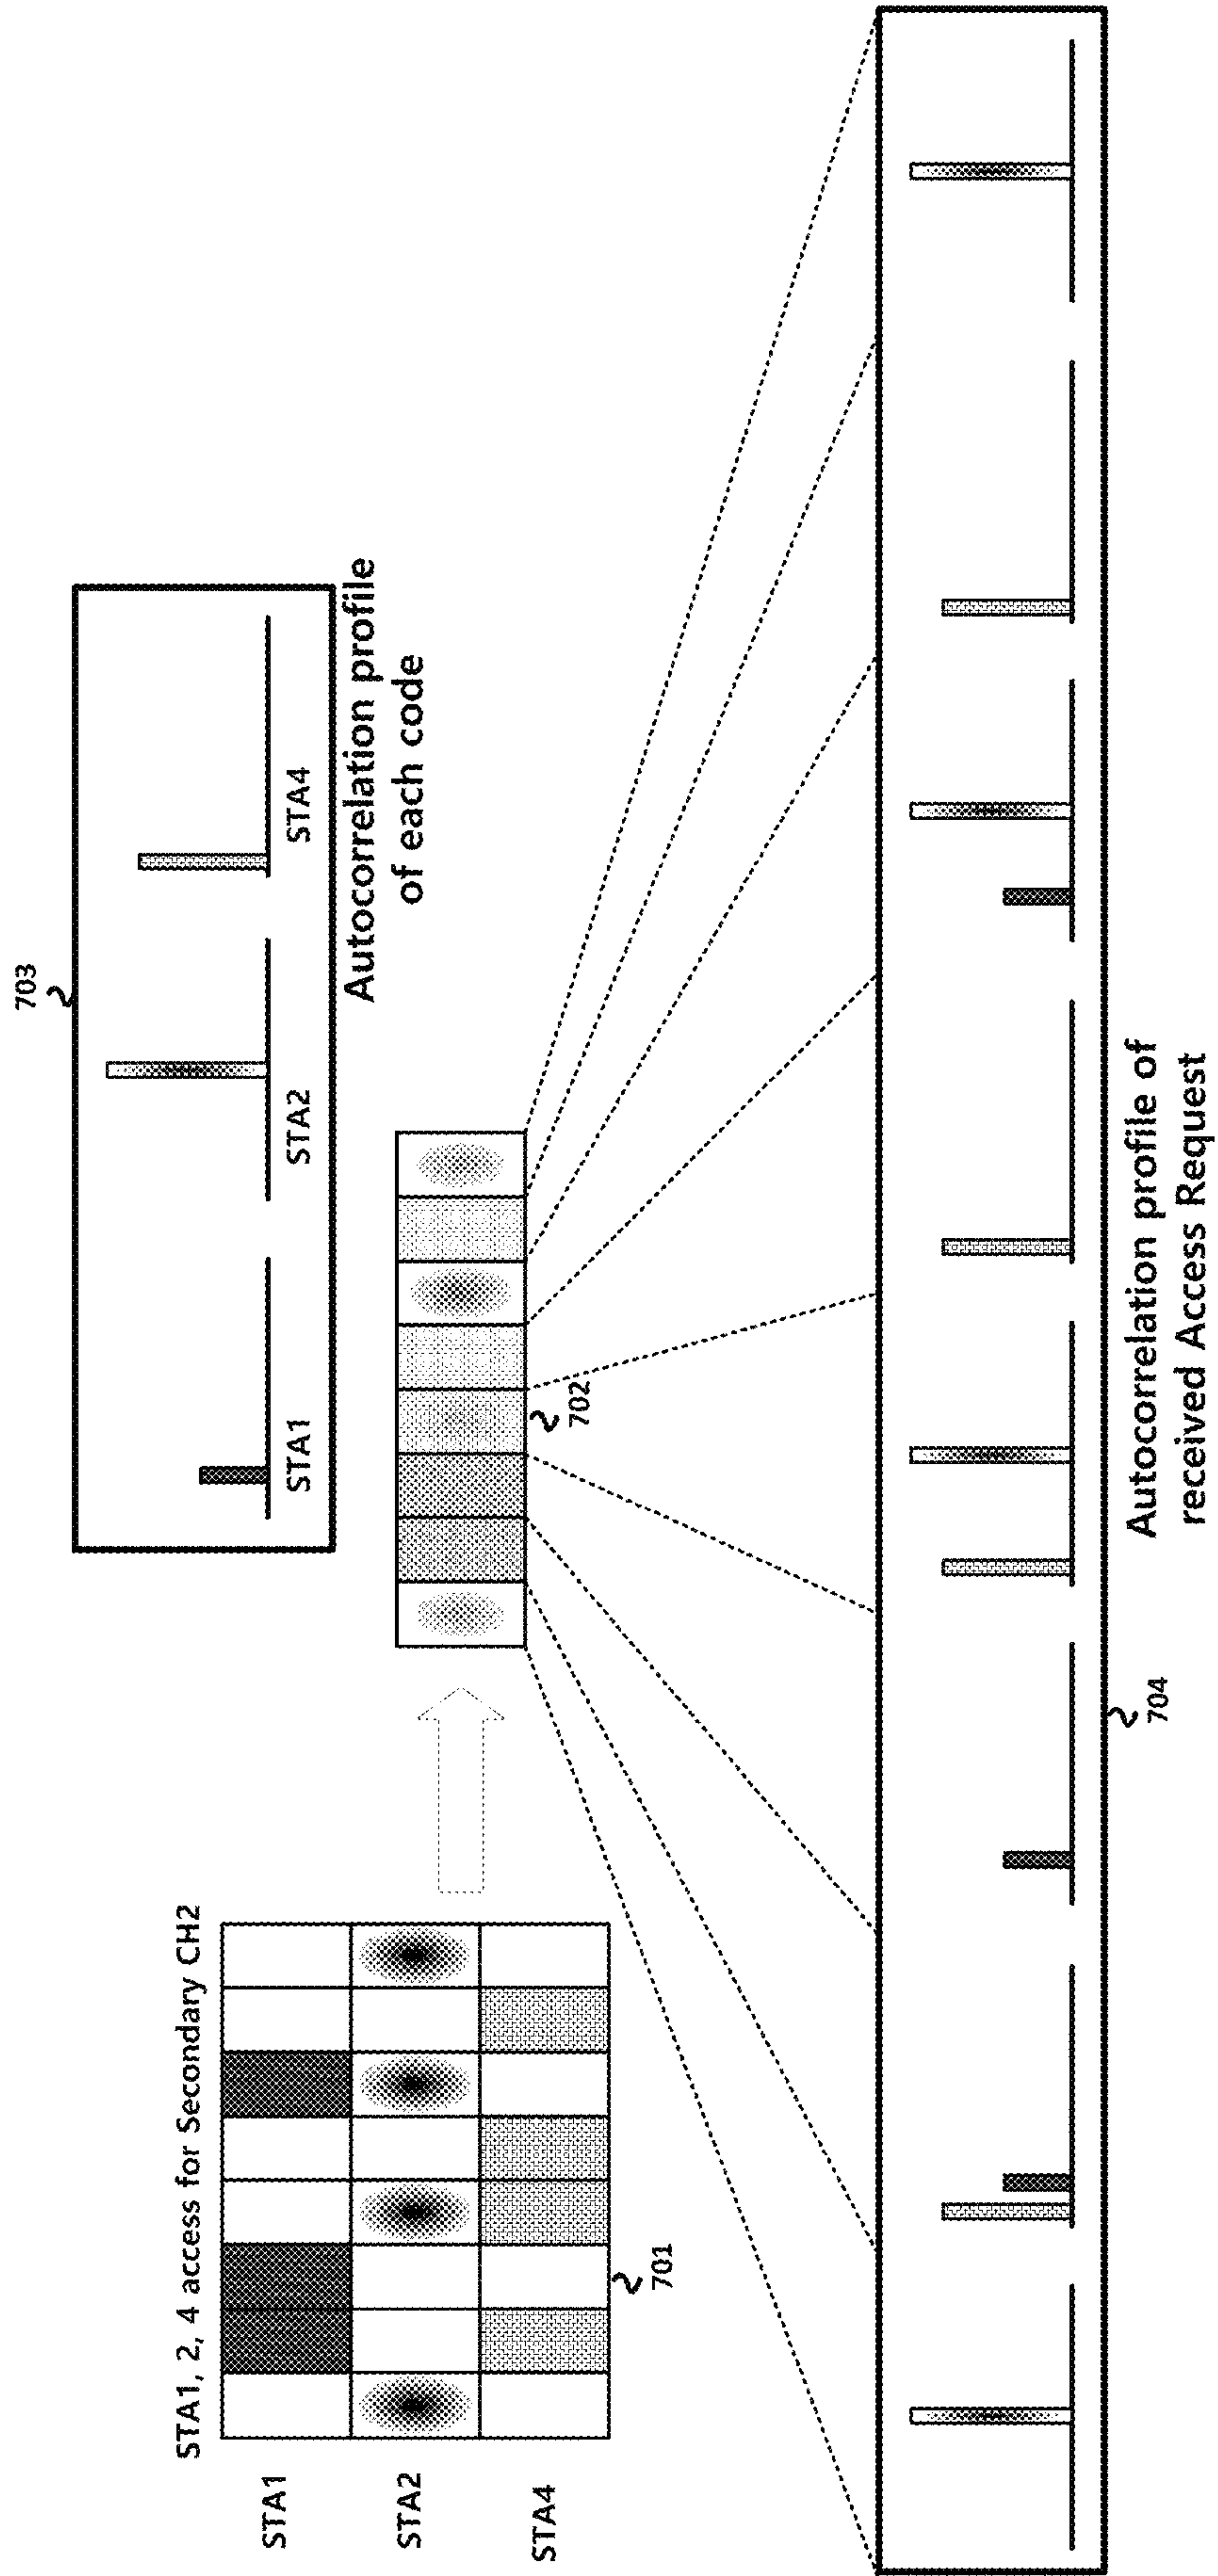 STA1, 2, 4 access for Secondary CH2
STA1
STA2
STA4
701
702
703
STA1
STA2
STA4
Autocorrelation profile
of each code
704
Autocorrelation profile of
received Access Request